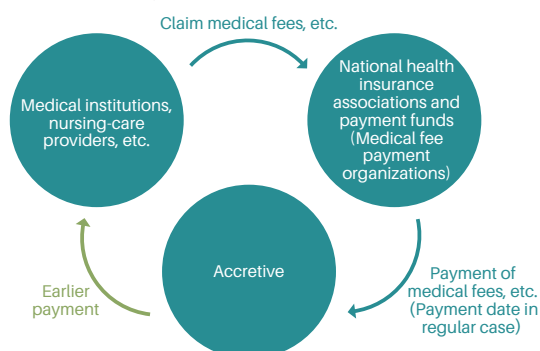 Claim medical fees, etc.
Medical institutions,
nursing-care
providers, etc.
National health
insurance
associations and
payment funds
(Medical fee
payment
organizations)
Accretive
Earlier
payment
Payment of
medical fees, etc.
(Payment date in
regular case)